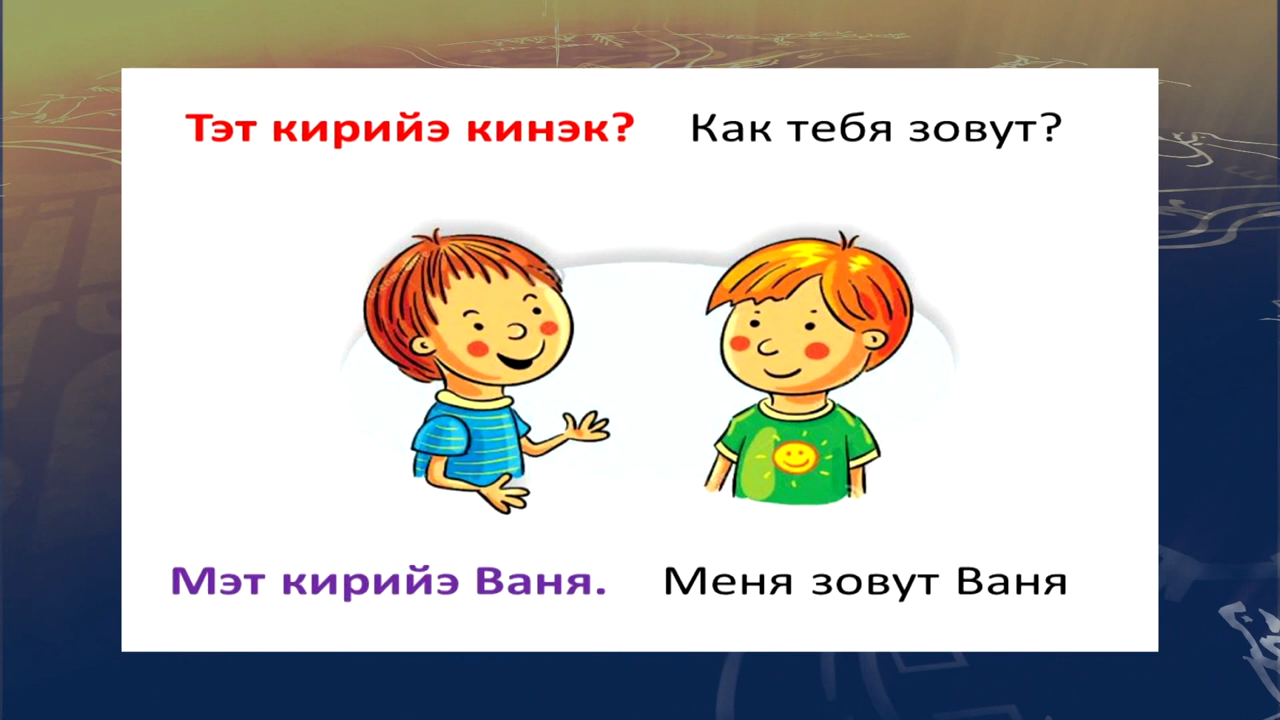 Тэт кирийэ кинэк? Как тебя зовут?
Мэт кирийэ Ваня. Меня зовут Ваня